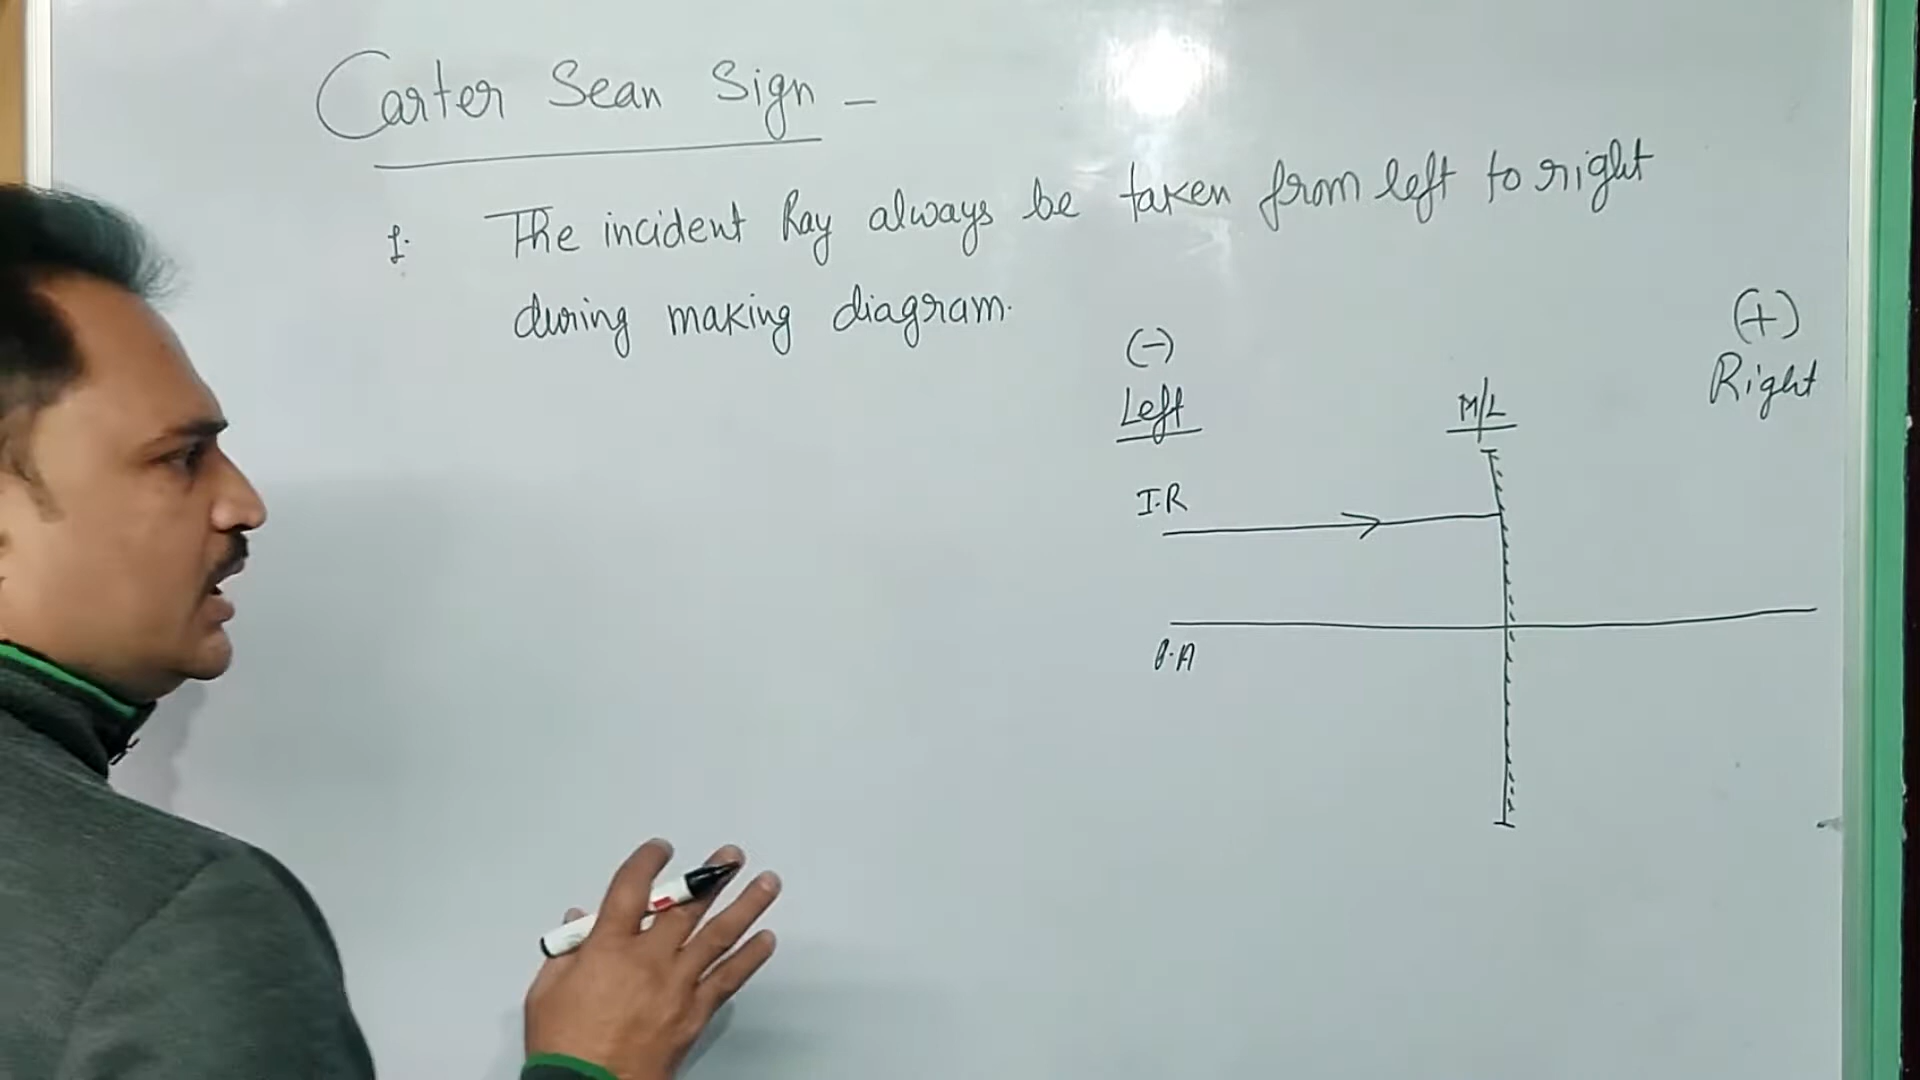 Carter Sean Sign -
1. The incident Ray always be taken from left to right
during making diagram.
(-)
Left
M/L
(+)
Right
I.R
P.A